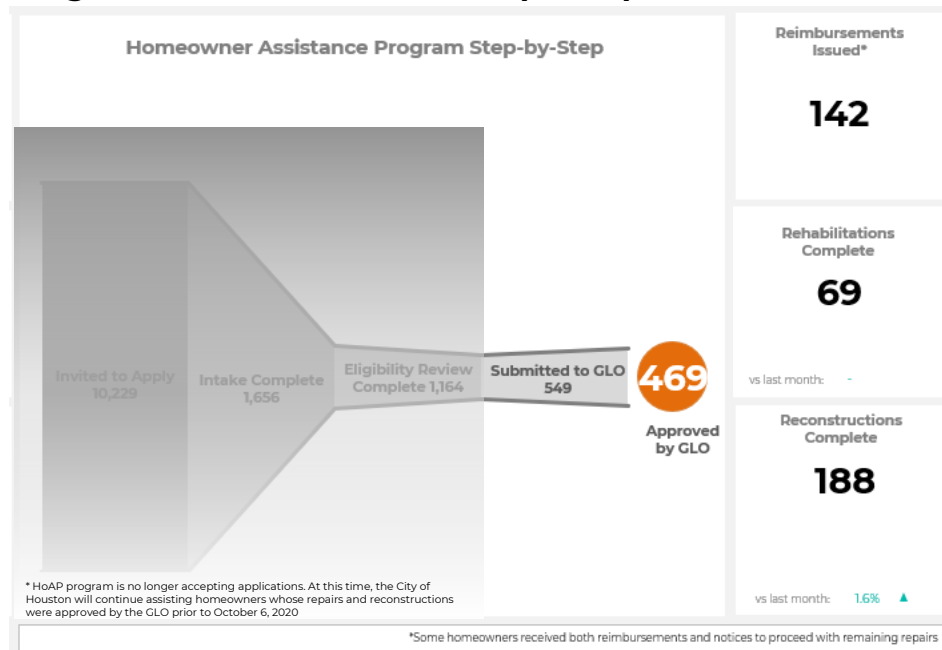 Homeowner Assistance Program Step-by-Step
Invited to Apply
10,229
Intake Complete
1,656
Eligibility Review
Complete 1,164
Submitted to GLO
549
469
Approved
by GLO
* HoAP program is no longer accepting applications. At this time, the City of
Houston will continue assisting homeowners whose repairs and reconstructions
were approved by the GLO prior to October 6, 2020
Reimbursements
Issued*
142
Rehabilitations
Complete
69
vs last month: -
Reconstructions
Complete
188
vs last month: 1.6% ▲
*Some homeowners received both reimbursements and notices to proceed with remaining repairs